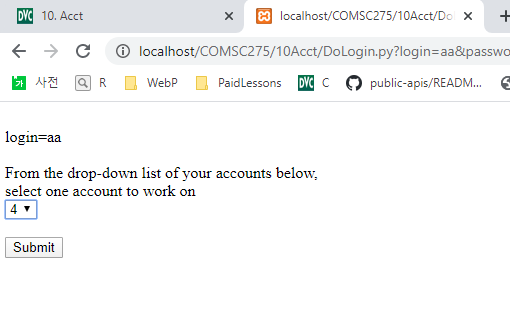 10. Acct
localhost/COMSC275/10Acct/DoLo
localhost/COMSC275/10Acct/DoLogin.py?login=aa&passwo
사전
R
WebP
PaidLessons
DVC
C
public-apis/READM...
login=aa
From the drop-down list of your accounts below,
select one account to work on
4
Submit